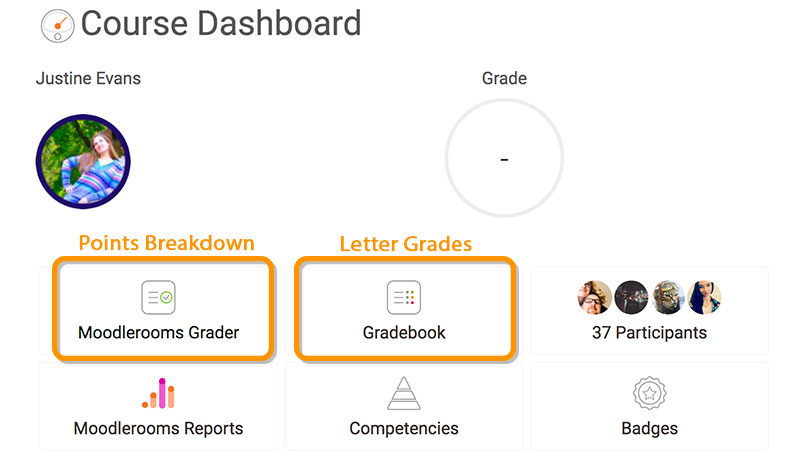 Course Dashboard
Justine Evans
Grade
-
Points Breakdown
Letter Grades
Moodlerooms Grader
Gradebook
37 Participants
Moodlerooms Reports
Competencies
Badges